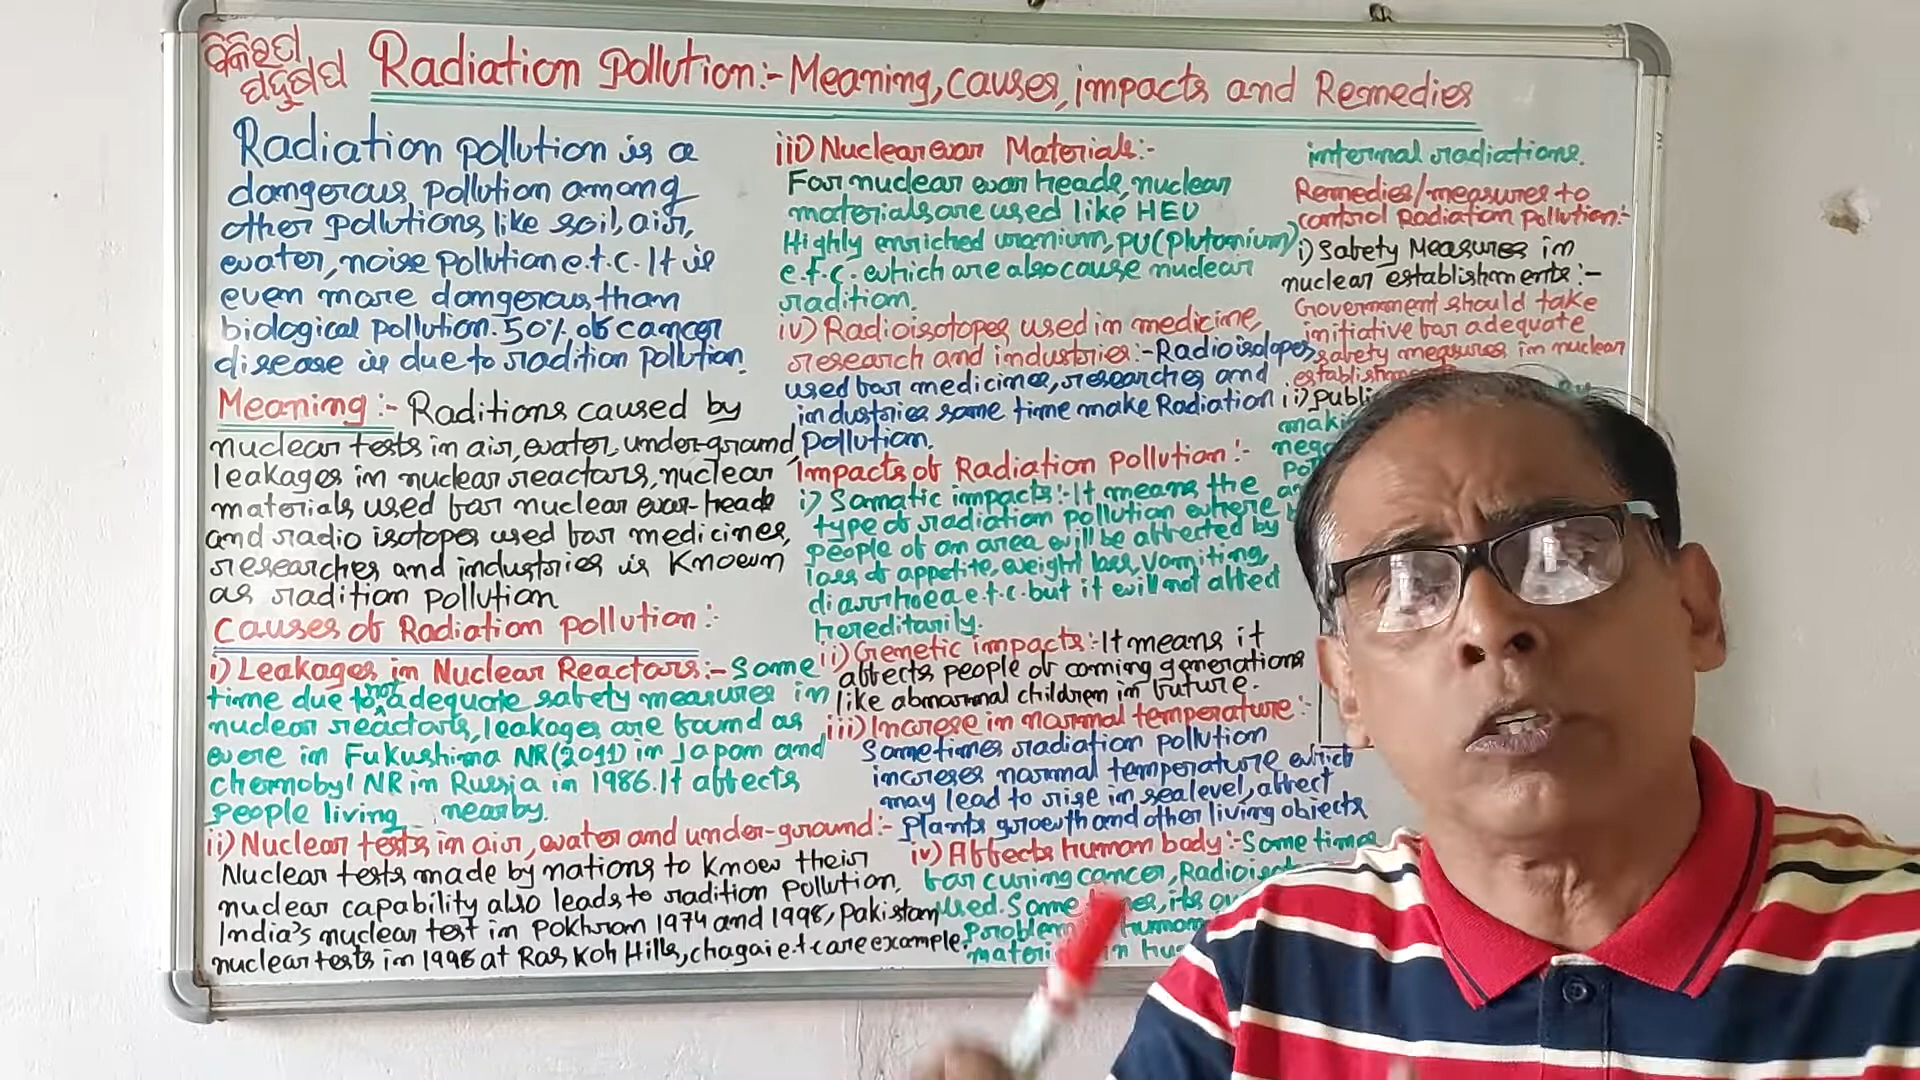 ବିକିରଣ
ପ୍ରଦୂଷଣ
Radiation Pollution:- Meaning, causes, impacts and Remedies
Radiation pollution is a
dangerous pollution among
other pollutions like soil, air,
water, noise pollution e.t.c. It is
even more dangerous than
biological pollution. 50% of cancer
disease is due to radition pollution.
Meaning:- Raditions caused by
nuclear tests in air, water, under-ground,
leakages in nuclear reactors, nuclear
materials used for nuclear war-heads
and radio isotopes used for medicines,
researches and industries is known
as radition pollution
Causes of Radiation pollution:-
i) Leakages in Nuclear Reactors:- Some
time due to not adequate safety measures in
nuclear reactors, leakages are found as
were in Fukushima NR(2011) in Japan and
chernobyl NR in Russia in 1986. It affects
people living nearby.
ii) Nuclear tests in air, water and under-ground:-
Nuclear tests made by nations to know their
nuclear capability also leads to radition pollution.
India's nuclear test in Pokhran 1974 and 1998, Pakistan
nuclear tests in 1998 at Ras Koh Hills, chagai e.t.c are example.
iii) Nuclear war Materials:-
For nuclear war heads, nuclear
materials are used like HEU
Highly enriched uranium, PU (Plutonium)
e.t.c. which are also cause nuclear
radition.
iv) Radioisotopes used in medicine,
research and industries:- Radioisotopes
used for medicines, researches and
industries some time make Radiation
pollution.
Impacts of Radiation Pollution:-
i) Somatic impacts:- It means the
type of radiation pollution where
people of an area will be affected by
loss of appetite, weight loss, vomiting,
diarrhoea e.t.c. but it will not affect
hereditarily.
ii) Genetic impacts:- It means it
affects people of coming generations
like abnormal children in future.
iii) Increse in normal temperature:-
Sometimes radiation pollution
increses normal temperature which
may lead to rise in sealevel, affect
plants growth and other living objects
iv) Affects human body:- Some times
for curing cancer,
used. Some
problem human
in
internal radiations.
Remedies/measures to
control Radiation pollution:-
i) Safety Measures in
nuclear establishments:-
Government should take
initiative for adequate
safety measures in nuclear
ii)